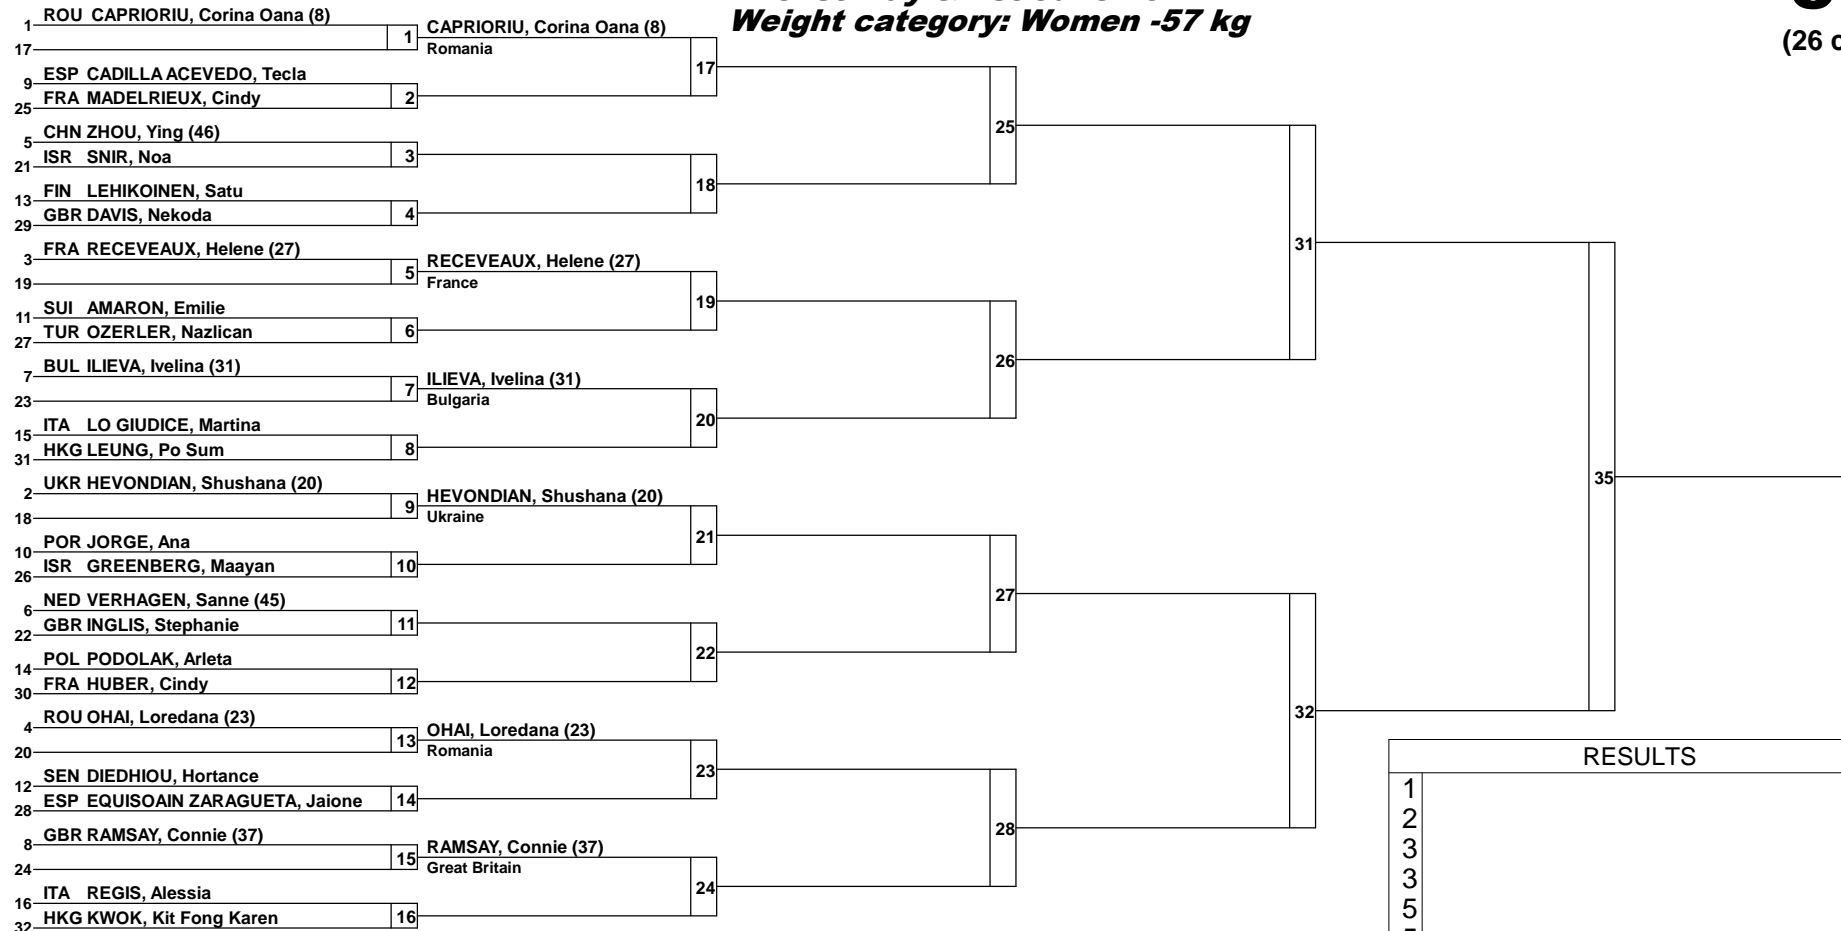 Weight category: Women -57 kg
(26 c
1 ROU CAPRIORIU, Corina Oana (8)
17
1
CAPRIORIU, Corina Oana (8)
Romania
9 ESP CADILLA ACEVEDO, Tecla
25 FRA MADELRIEUX, Cindy
2
17
5 CHN ZHOU, Ying (46)
21 ISR SNIR, Noa
3
13 FIN LEHIKOINEN, Satu
29 GBR DAVIS, Nekoda
4
18
25
3 FRA RECEVEAUX, Helene (27)
19
5
RECEVEAUX, Helene (27)
France
11 SUI AMARON, Emilie
27 TUR OZERLER, Nazlican
6
19
7 BUL ILIEVA, Ivelina (31)
23
7
ILIEVA, Ivelina (31)
Bulgaria
15 ITA LO GIUDICE, Martina
31 HKG LEUNG, Po Sum
8
20
26
31
2 UKR HEVONDIAN, Shushana (20)
18
9
HEVONDIAN, Shushana (20)
Ukraine
10 POR JORGE, Ana
26 ISR GREENBERG, Maayan
10
21
6 NED VERHAGEN, Sanne (45)
22 GBR INGLIS, Stephanie
11
14 POL PODOLAK, Arleta
30 FRA HUBER, Cindy
12
22
27
4 ROU OHAI, Loredana (23)
20
13
OHAI, Loredana (23)
Romania
12 SEN DIEDHIOU, Hortance
28 ESP EQUISOAIN ZARAGUETA, Jaione
14
23
8 GBR RAMSAY, Connie (37)
24
15
RAMSAY, Connie (37)
Great Britain
16 ITA REGIS, Alessia
32 HKG KWOK, Kit Fong Karen
16
24
28
32
35
RESULTS
1
2
3
3
5